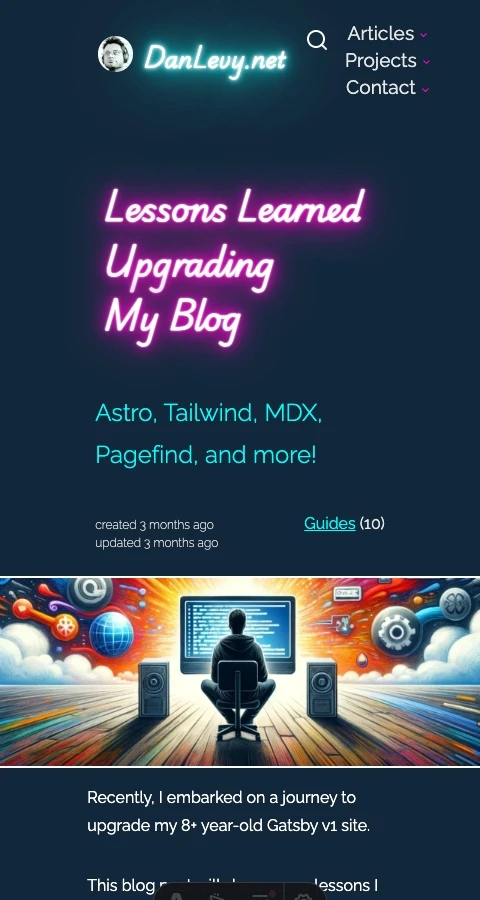 DanLevy.net
Articles
Projects
Contact
Lessons Learned
Upgrading
My Blog
Astro, Tailwind, MDX,
Pagefind, and more!
created 3 months ago
updated 3 months ago
Guides (10)
Recently, I embarked on a journey to
upgrade my 8+ year-old Gatsby v1 site.
This blog lessons I